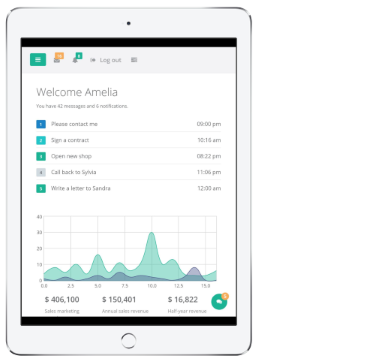 Log out
Welcome Amelia
You have 42 messages and 6 notifications.
1 Please contact me 09:00 pm
2 Sign a contract 10:16 am
3 Open new shop 08:22 pm
4 Call back to Sylvia 11:06 pm
5 Write a letter to Sandra 12:00 am
40
30
20
10
0
0.0 2.5 5.0 7.5 10.0 12.5 15.0
$ 406,100 $ 150,401 $ 16,822
Sales marketing Annual sales revenue Half-year revenue